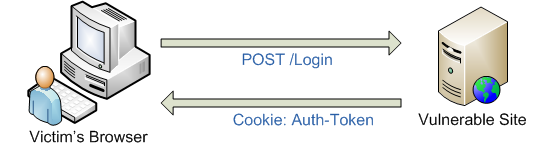 POST /Login
Cookie: Auth-Token
Victim's Browser
Vulnerable Site